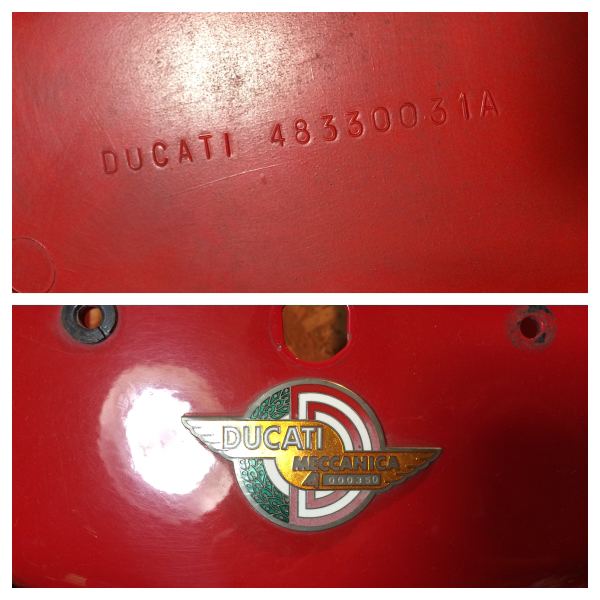 DUCATI 48330031A
DUCATI
MECCANICA
000350